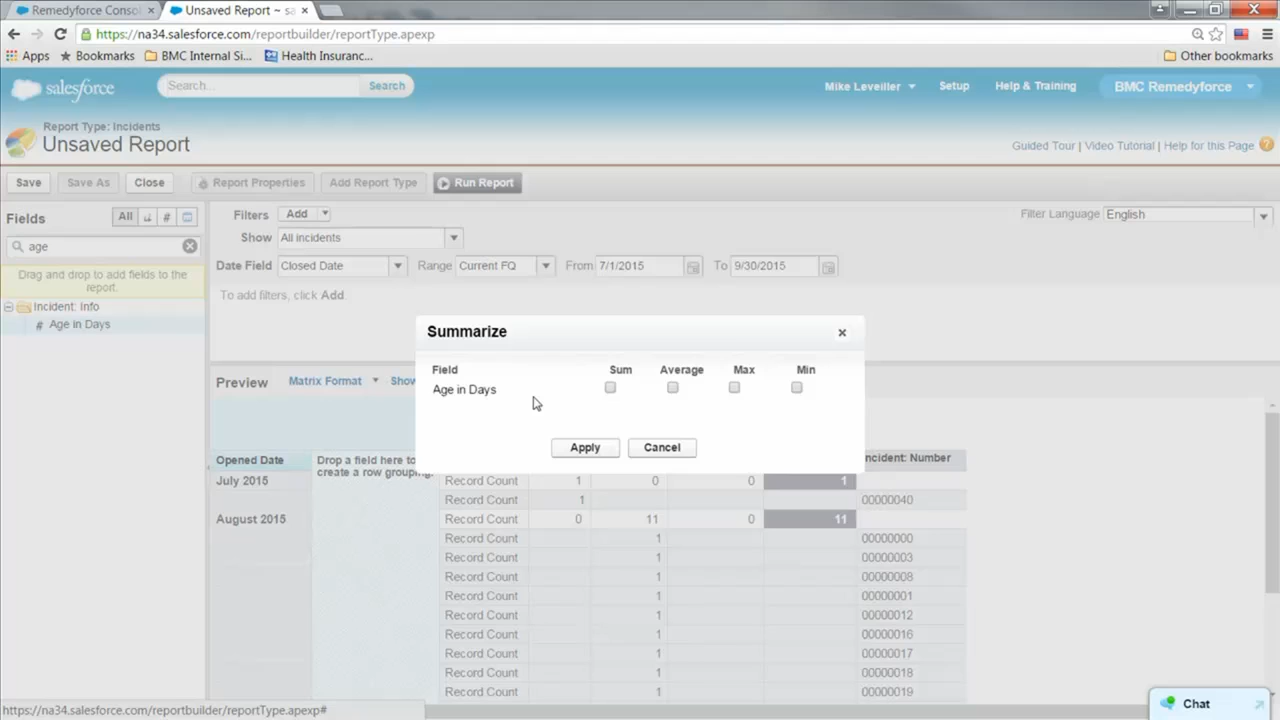 Remedyforce Conso
Unsaved Report ~ sa
https://na34.salesforce.com/reportbuilder/reportType.apexp
Apps Bookmarks BMC Internal Si... Health Insuranc... Other bookmarks
salesforce Search... Search Mike Leveiller Setup Help & Training BMC Remedyforce
Report Type: Incidents
Unsaved Report
Guided Tour | Video Tutorial | Help for this Page ?
Save Save As Close Report Properties Add Report Type Run Report
Fields All #
age
Drag and drop to add fields to the
report.
Incident: Info
# Age in Days
Filters Add Filter Language English
Show All incidents
Date Field Closed Date Range Current FQ From 7/1/2015 To 9/30/2015
To add filters, click Add.
Summarize
Field Sum Average Max Min
Age in Days
Apply Cancel
Preview Matrix Format Show
Opened Date Drop a field here to
create a row grouping. Incident: Number
July 2015 Record Count 1 0 0 1
Record Count 1 00000040
August 2015 Record Count 0 11 0 11
Record Count 1 00000000
Record Count 1 00000003
Record Count 1 00000008
Record Count 1 00000001
Record Count 1 00000012
Record Count 1 00000016
Record Count 1 00000017
Record Count 1 00000018
Record Count 1 00000019
https://na34.salesforce.com/reportbuilder/reportType.apexp#
Chat